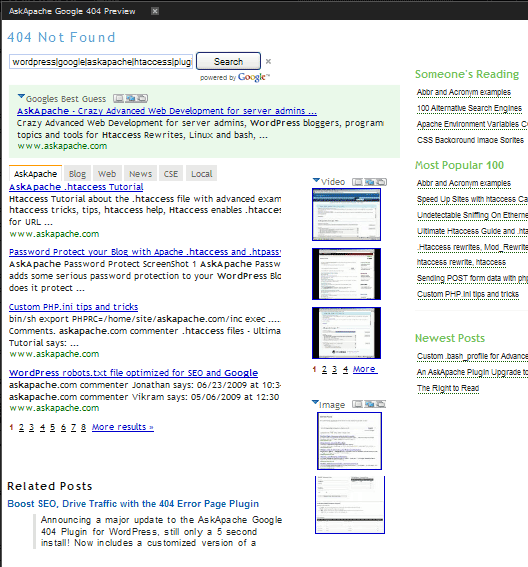 AskApache Google 404 Preview
404 Not Found
wordpress|google|askapache|htaccess|plug
Search
powered by Google™
Googles Best Guess
AskApache - Crazy Advanced Web Development for server admins ...
Crazy Advanced Web Development for server admins, WordPress bloggers, program
topics and tools for Htaccess Rewrites, Linux and bash, ...
www.askapache.com
AskApache Blog Web News CSE Local
AskApache .htaccess Tutorial
Htaccess Tutorial about the .htaccess file with advanced exam
htaccess tricks, tips, htaccess help, Htaccess enables .htacces
for URL ...
www.askapache.com
Password Protect your Blog with Apache .htaccess and .htpass
AskApache Password Protect ScreenShot 1 AskApache Passw
adds some serious password protection to your WordPress Blo
does it protect ...
www.askapache.com
Custom PHP.ini tips and tricks
bin/sh export PHPRC=/home/site/askapache.com/inc exec ....
Comments. askapache.com commenter .htaccess files - Ultima
Tutorial says: ...
www.askapache.com
WordPress robots.txt file optimized for SEO and Google
askapache.com commenter Jonathan says: 06/23/2009 at 10:3
askapache.com commenter Vikram says: 05/06/2009 at 12:30
www.askapache.com
1 2 3 4 5 6 7 8 More results »
Video
1 2 3 4 More
Image
Related Posts
Boost SEO, Drive Traffic with the 404 Error Page Plugin
Announcing a major update to the AskApache Google
404 Plugin for WordPress, still only a 5 second
install! Now includes a customized version of a
Someone's Reading
Abbr and Acronym examples
100 Alternative Search Engines
Apache Environment Variables C
CSS Background Image Sprites
Most Popular 100
Abbr and Acronym examples
Speed Up Sites with htaccess Ca
Undetectable Sniffing On Etherne
Ultimate Htaccess Guide and .hta
.Htaccess rewrites, Mod_Rewrite
htaccess rewrite, htaccess
Sending POST form data with php
Custom PHP.ini tips and tricks
Newest Posts
Custom .bash_profile for Advance
An AskApache Plugin Upgrade to
The Right to Read